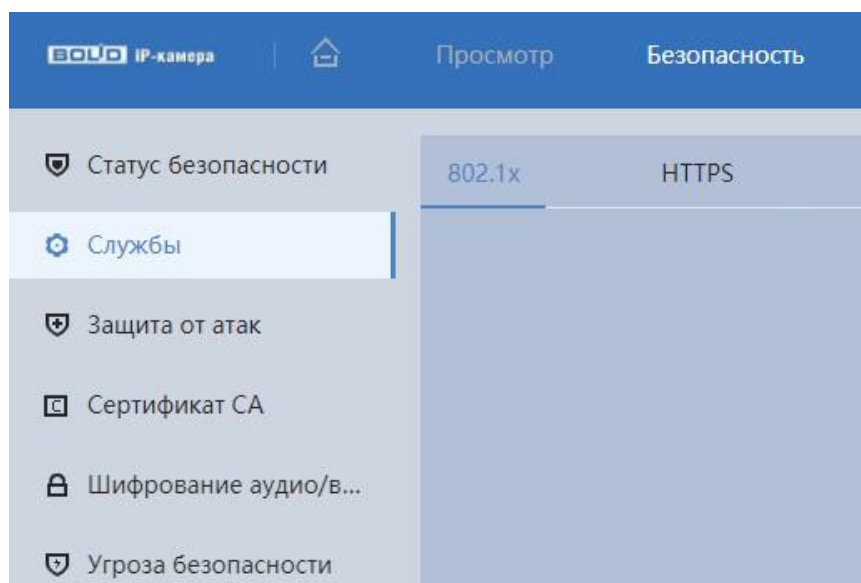 BOLID IP-камера
Просмотр
Безопасность
Статус безопасности
802.1x
HTTPS
Службы
Защита от атак
Сертификат CA
Шифрование аудио/в...
Угроза безопасности